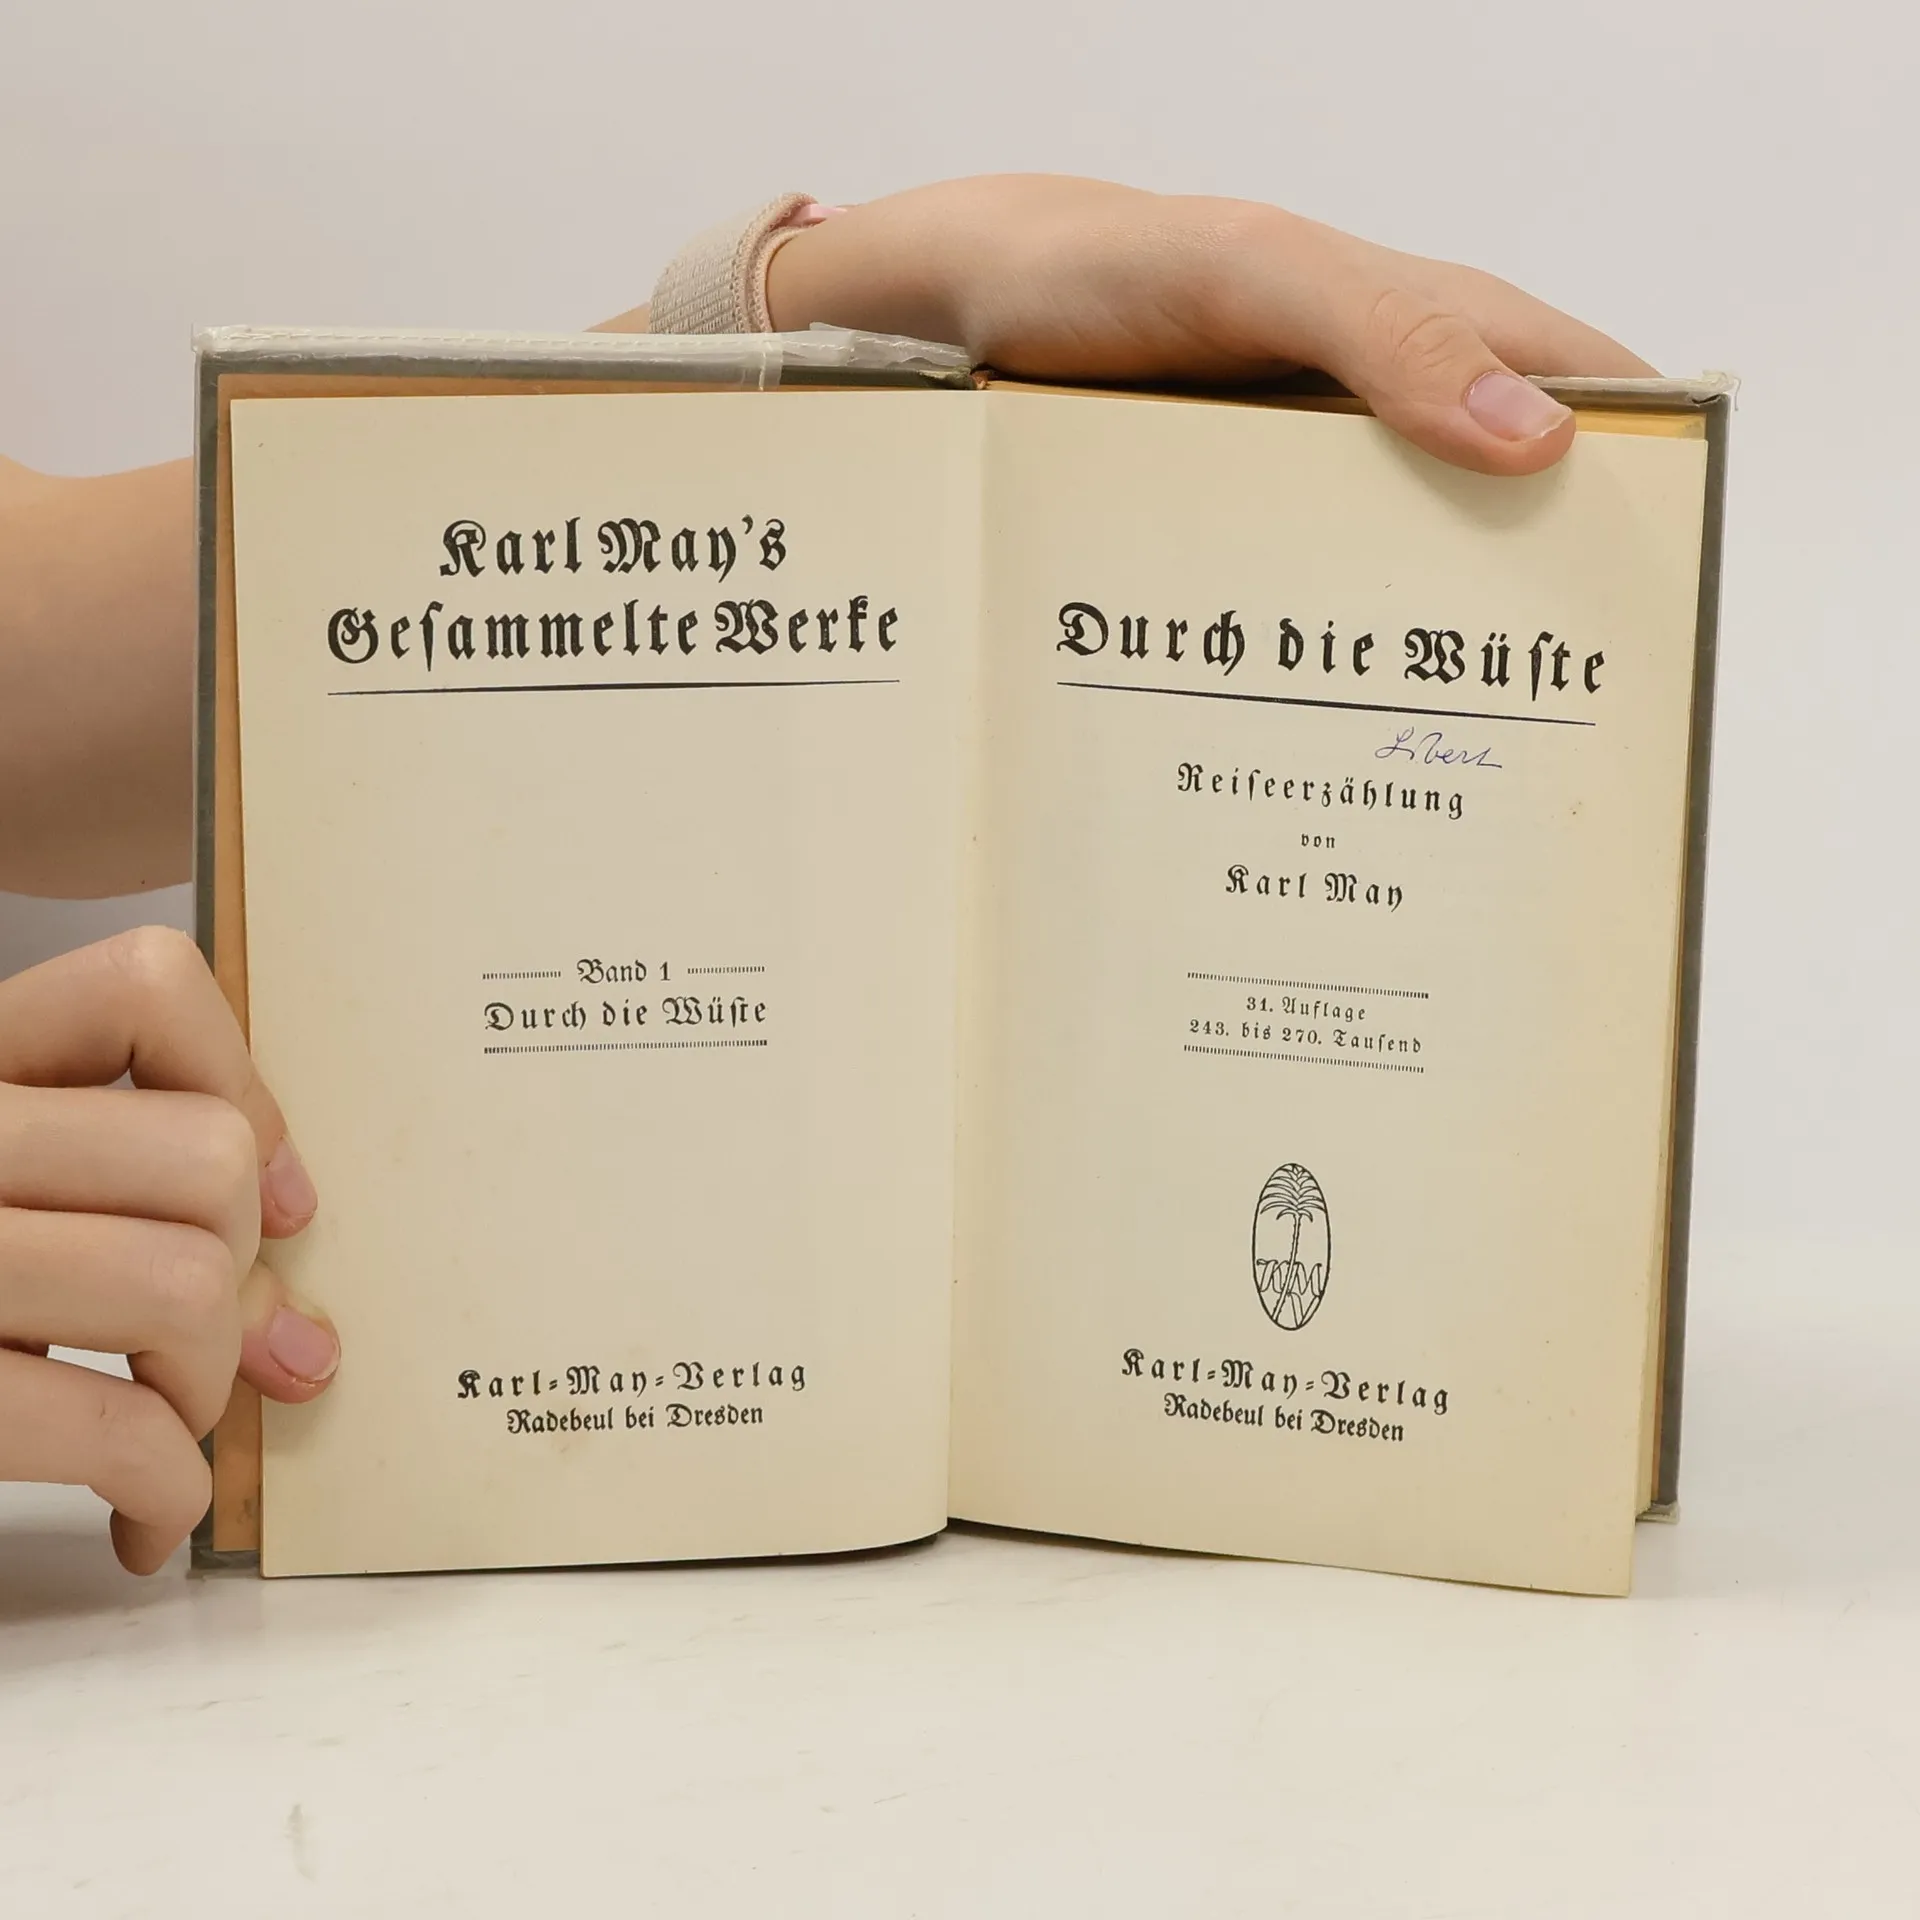 Karl May's
Gesammelte Werke
Band 1
Durch die Wüste
Karl-May-Verlag
Radebeul bei Dresden
Durch die Wüste
Reiseerzählung
von
Karl May
31. Auflage
243. bis 270. Tausend
KMV
Karl-May-Verlag
Radebeul bei Dresden